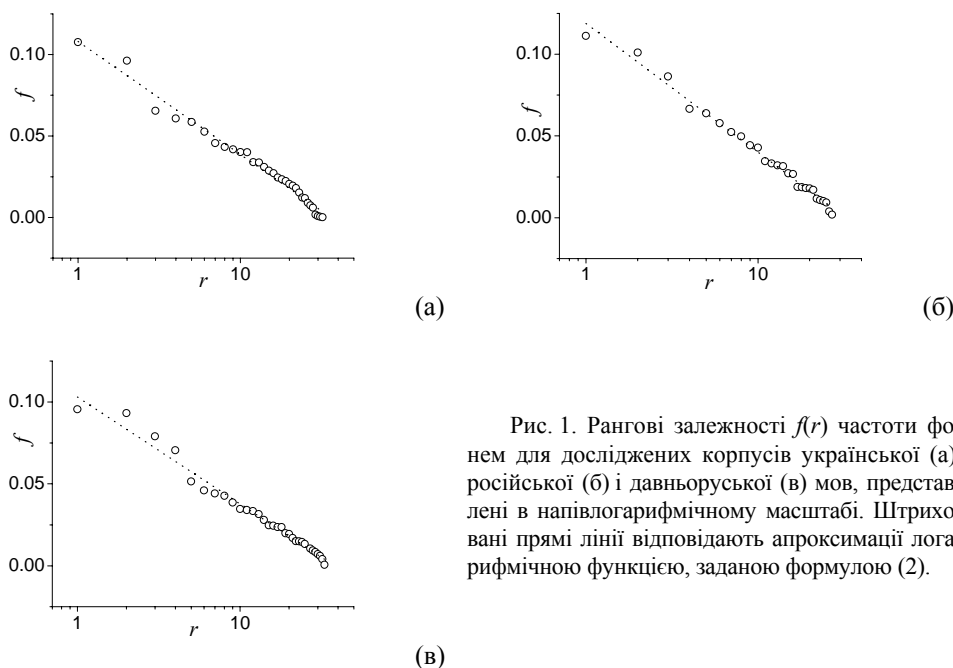 0.10
0.05
0.00
f
1
10
r
(а)
0.10
0.05
0.00
f
1
10
r
(б)
0.10
0.05
0.00
f
1
10
r
(в)
Рис. 1. Рангові залежності f(r) частоти фо
нем для досліджених корпусів української (а)
російської (б) і давньоруської (в) мов, представ
лені в напівлогарифмічному масштабі. Штрихо
вані прямі лінії відповідають апроксимації лога
рифмічною функцією, заданою формулою (2).